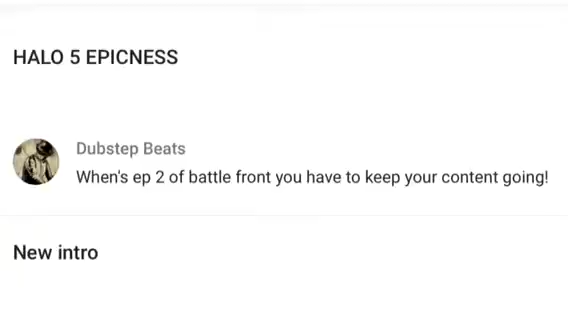 HALO 5 EPICNESS
Dubstep Beats
When's ep 2 of battle front you have to keep your content going!
New intro